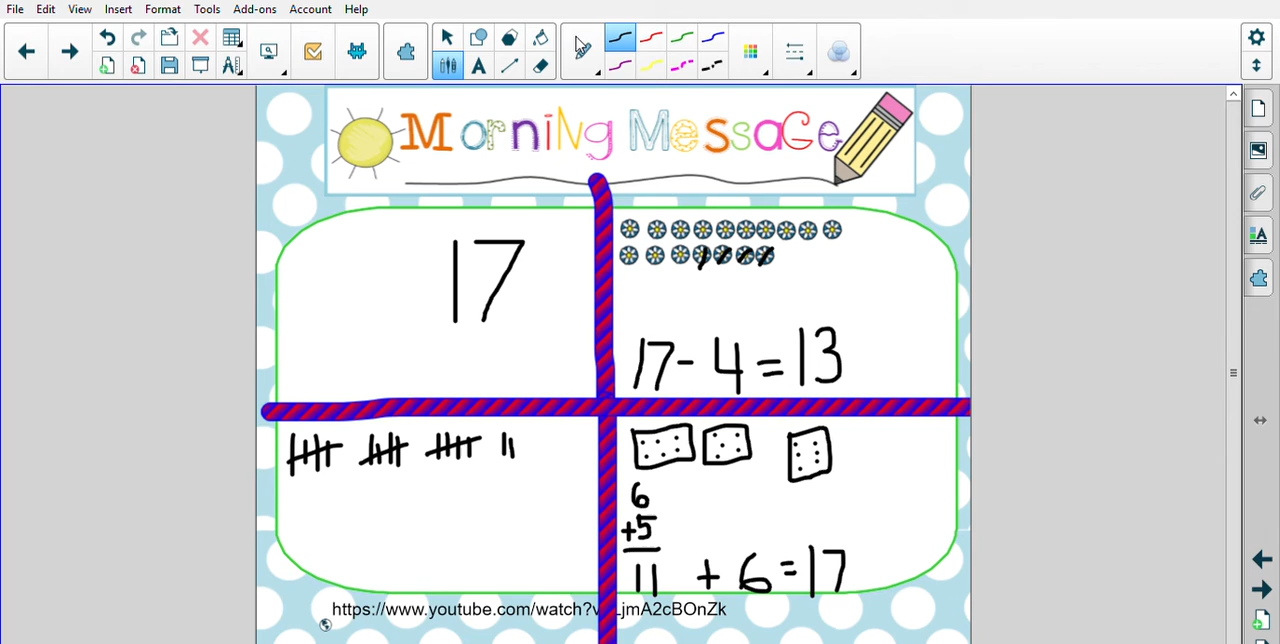 File Edit View Insert Format Tools Add-ons Account Help
Morning Message
17
17 - 4 = 13
6
+5
11 + 6 = 17
https://www.youtube.com/watch?v
jmA2cBOnZk